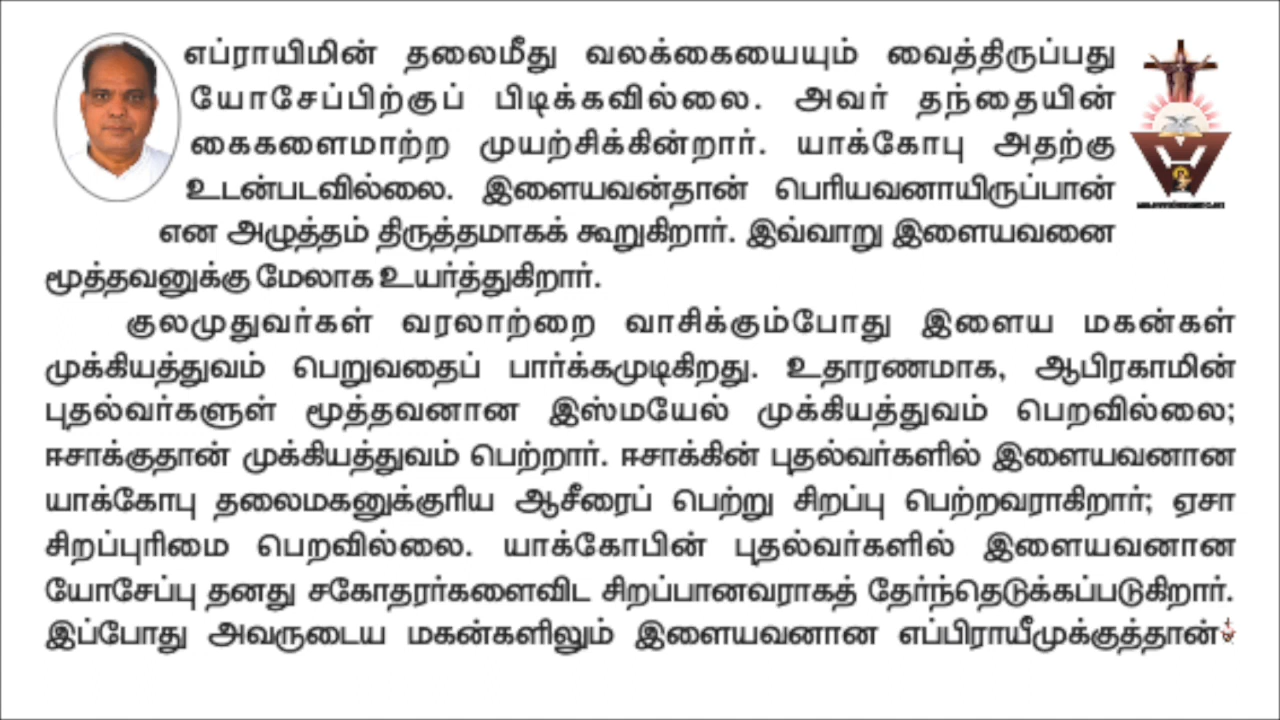 எப்ராயிமின் தலைமீது வலக்கையையும் வைத்திருப்பது
யோசேப்பிற்குப் பிடிக்கவில்லை. அவர் தந்தையின்
கைகளைமாற்ற முயற்சிக்கின்றார். யாக்கோபு அதற்கு
உடன்படவில்லை. இளையவன்தான் பெரியவனாயிருப்பான்
என அழுத்தம் திருத்தமாகக் கூறுகிறார். இவ்வாறு இளையவனை
மூத்தவனுக்கு மேலாக உயர்த்துகிறார்.
குலமுதுவர்கள் வரலாற்றை வாசிக்கும்போது இளைய மகன்கள்
முக்கியத்துவம் பெறுவதைப் பார்க்கமுடிகிறது. உதாரணமாக, ஆபிரகாமின்
புதல்வர்களுள் மூத்தவனான இஸ்மயேல் முக்கியத்துவம் பெறவில்லை;
ஈசாக்குதான் முக்கியத்துவம் பெற்றார். ஈசாக்கின் புதல்வர்களில் இளையவனான
யாக்கோபு தலைமகனுக்குரிய ஆசீரைப் பெற்று சிறப்பு பெற்றவராகிறார்; ஏசா
சிறப்புரிமை பெறவில்லை. யாக்கோபின் புதல்வர்களில் இளையவனான
யோசேப்பு தனது சகோதரர்களைவிட சிறப்பானவராகத் தேர்ந்தெடுக்கப்படுகிறார்.
இப்போது அவருடைய மகன்களிலும் இளையவனான எப்பிராயீமுக்குத்தான்